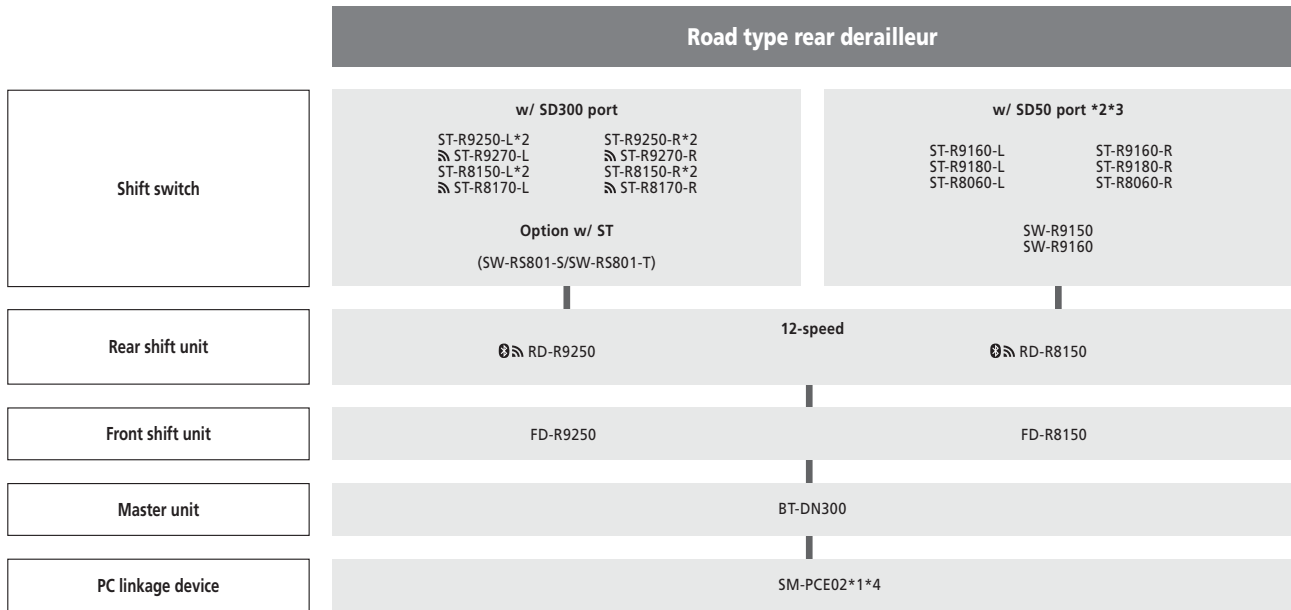 Road type rear derailleur
Shift switch
w/ SD300 port
ST-R9250-L*2 ST-R9250-R*2
ST-R9270-L ST-R9270-R
ST-R8150-L*2 ST-R8150-R*2
ST-R8170-L ST-R8170-R
Option w/ ST
(SW-RS801-S/SW-RS801-T)
w/ SD50 port *2*3
ST-R9160-L ST-R9160-R
ST-R9180-L ST-R9180-R
ST-R8060-L ST-R8060-R
SW-R9150
SW-R9160
Rear shift unit
12-speed
RD-R9250 RD-R8150
Front shift unit
FD-R9250 FD-R8150
Master unit
BT-DN300
PC linkage device
SM-PCE02*1*4